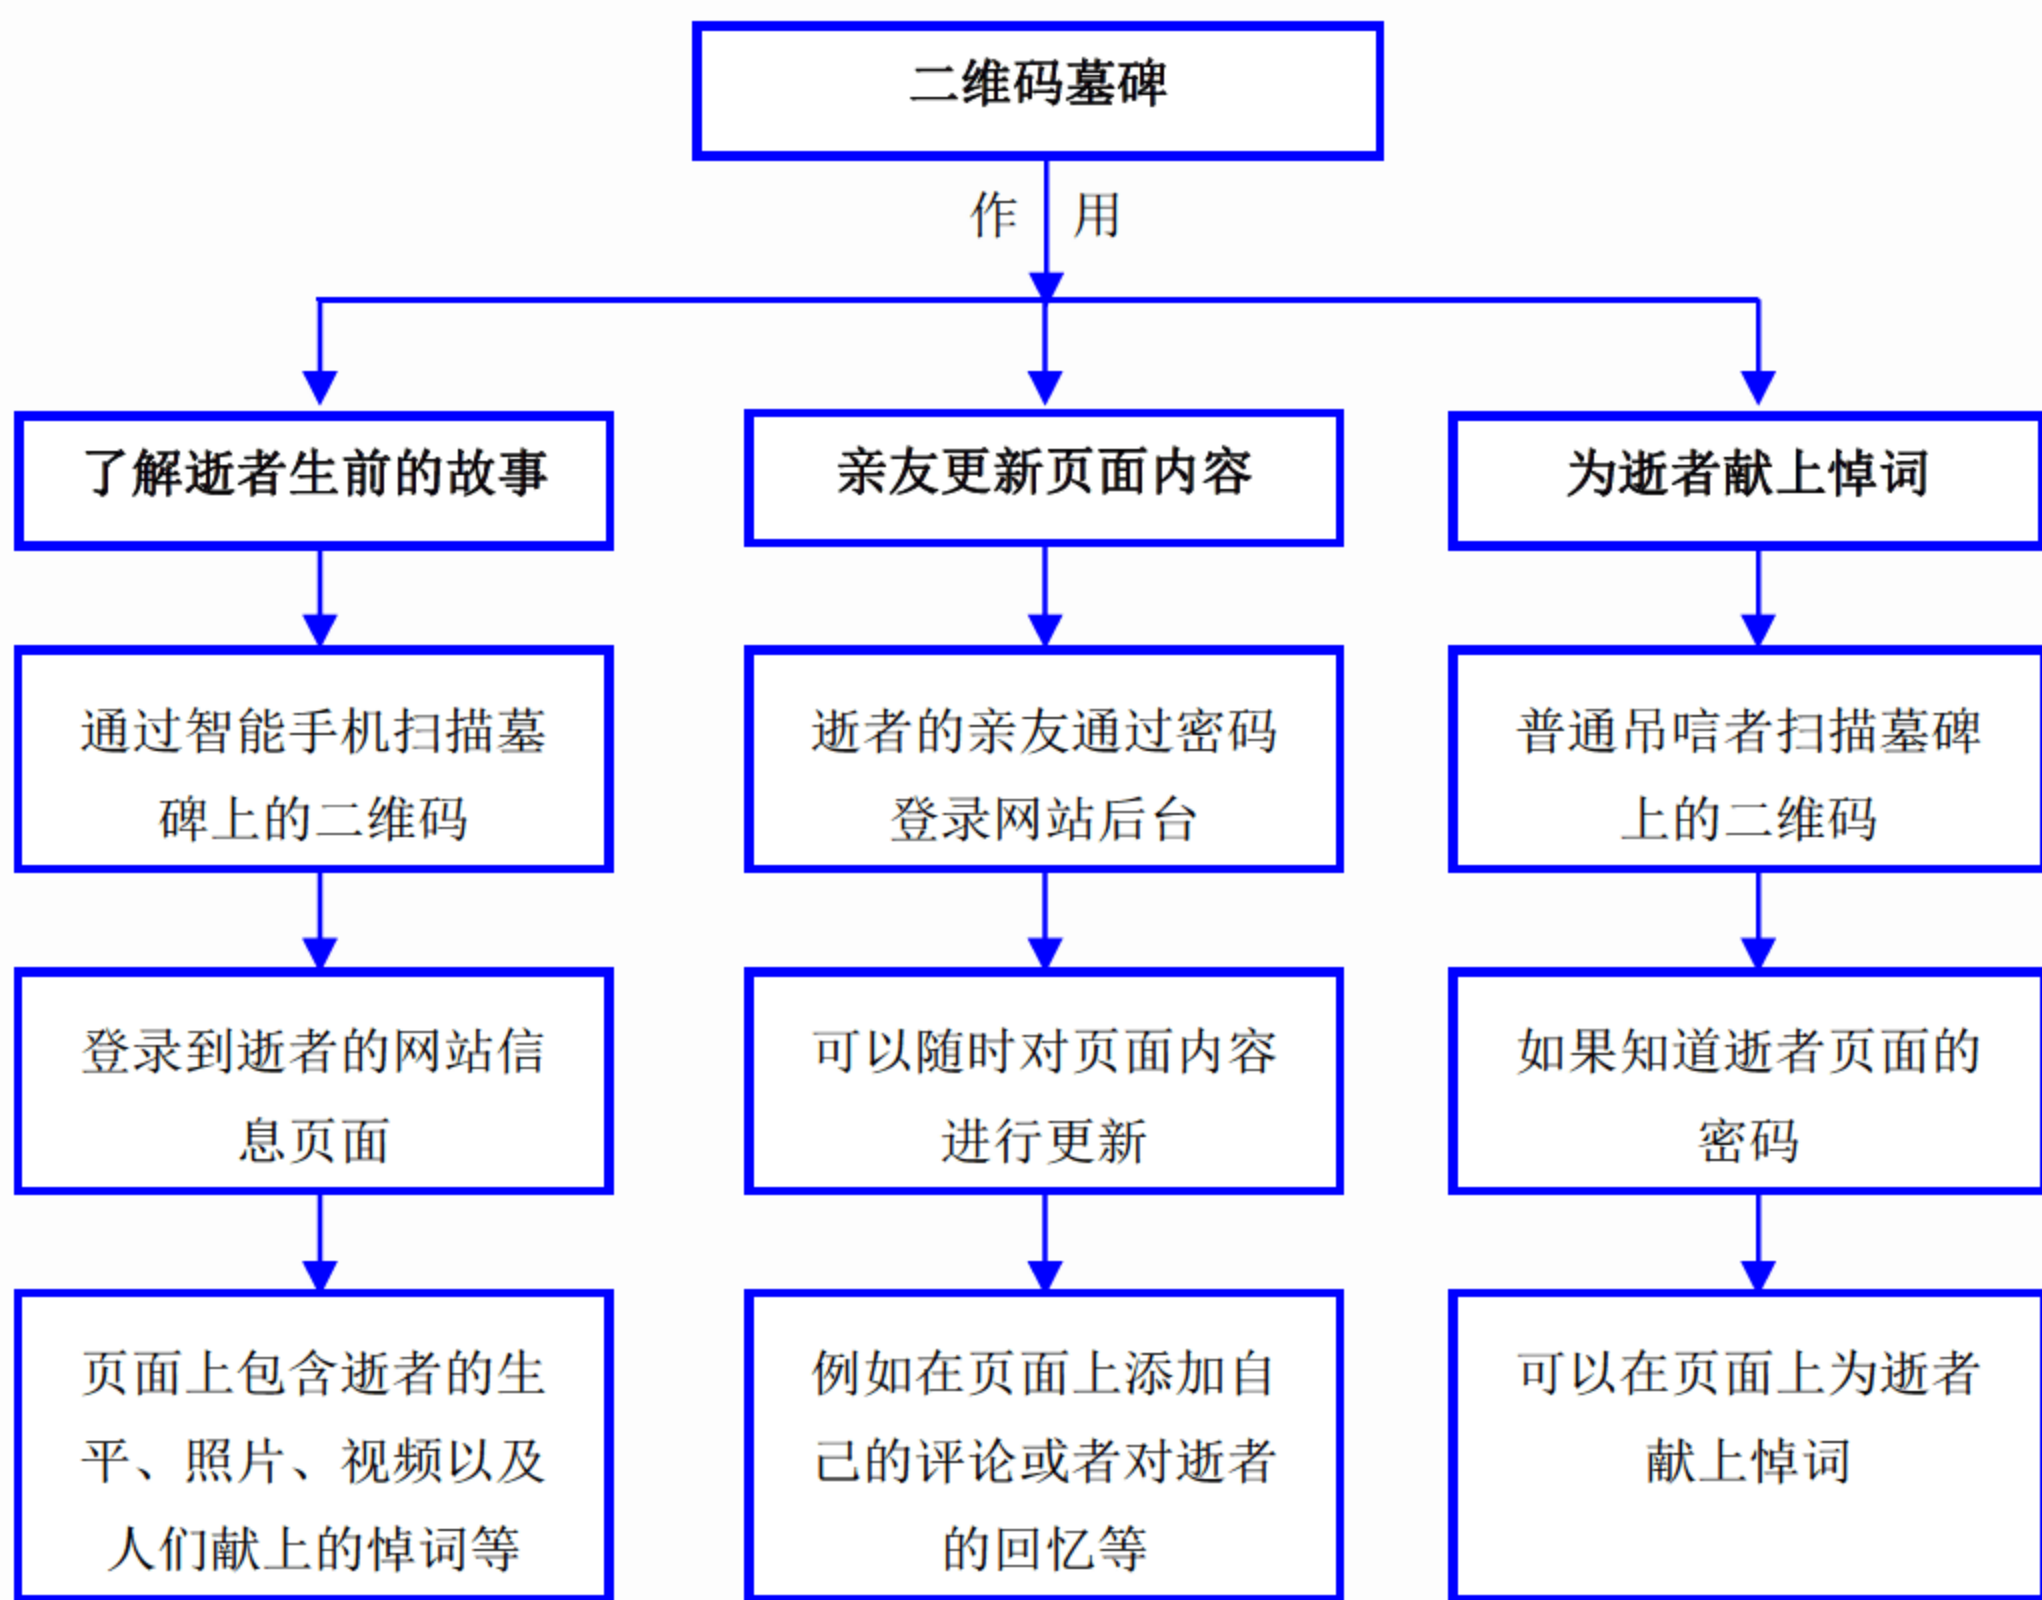 二维码墓碑
作 用
了解逝者生前的故事
亲友更新页面内容
为逝者献上悼词
通过智能手机扫描墓
碑上的二维码
逝者的亲友通过密码
登录网站后台
普通吊唁者扫描墓碑
上的二维码
登录到逝者的网站信
息页面
可以随时对页面内容
进行更新
如果知道逝者页面的
密码
页面上包含逝者的生
平、照片、视频以及
人们献上的悼词等
例如在页面上添加自
己的评论或者对逝者
的回忆等
可以在页面上为逝者
献上悼词